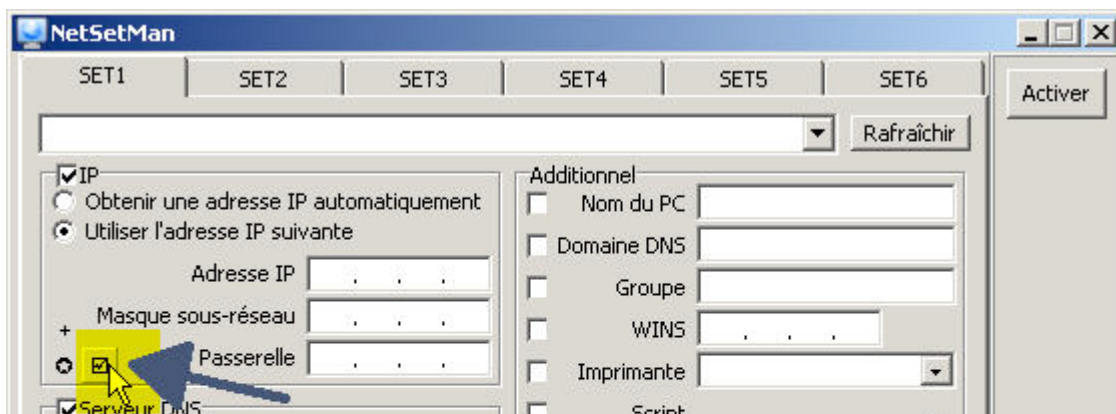 NetSetMan
SET1 SET2 SET3 SET4 SET5 SET6
Activer
Rafraîchir
IP
Obtenir une adresse IP automatiquement
Utiliser l'adresse IP suivante
Adresse IP
Masque sous-réseau
Passerelle
Additionnel
Nom du PC
Domaine DNS
Groupe
WINS
Imprimante
Serveur DNS
Script